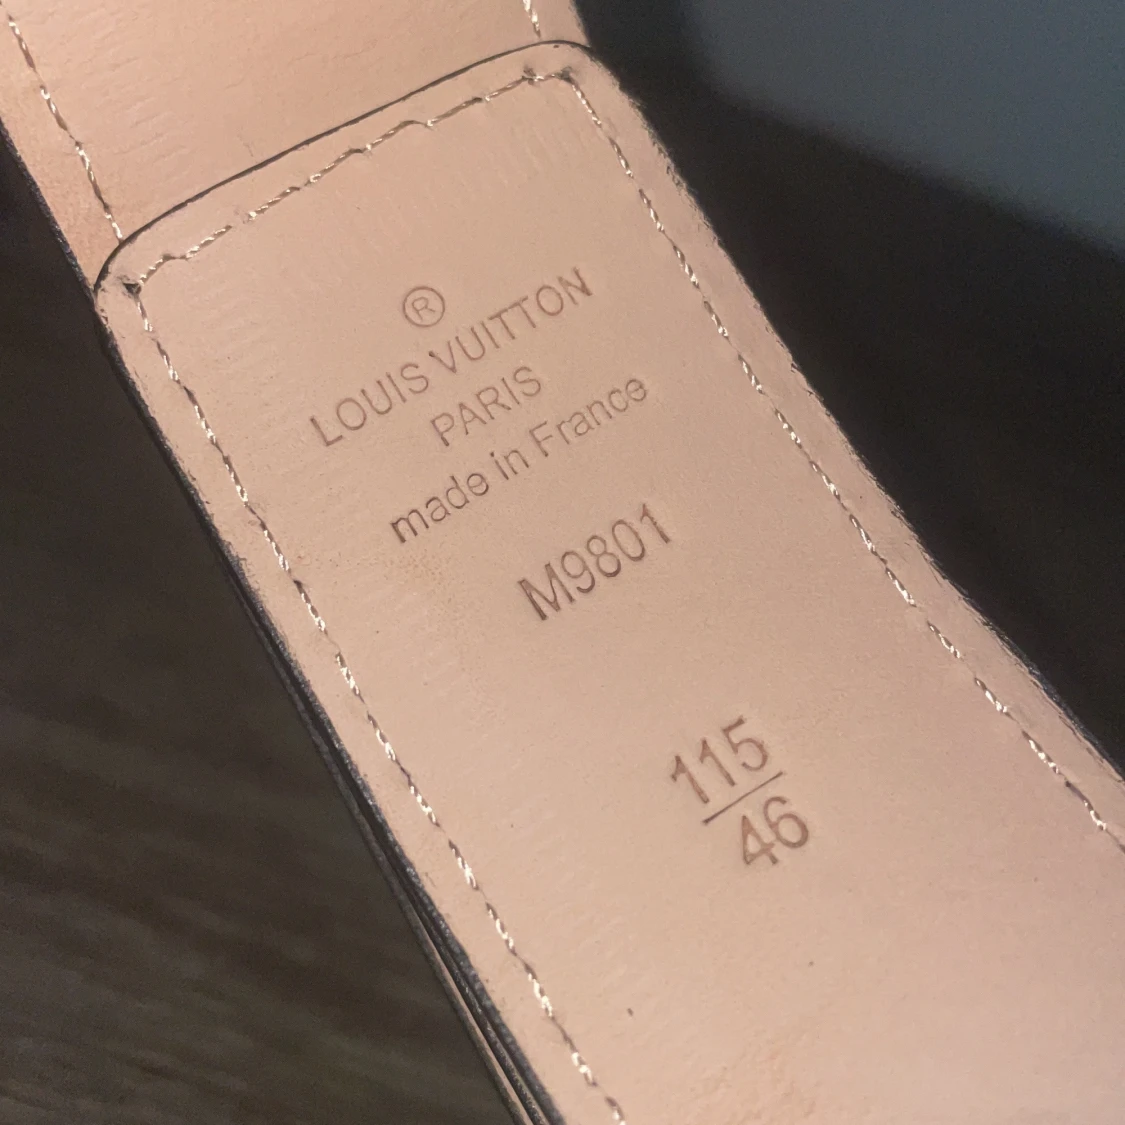 ®
LOUIS VUITTON
PARIS
made in France
M9801
115
46